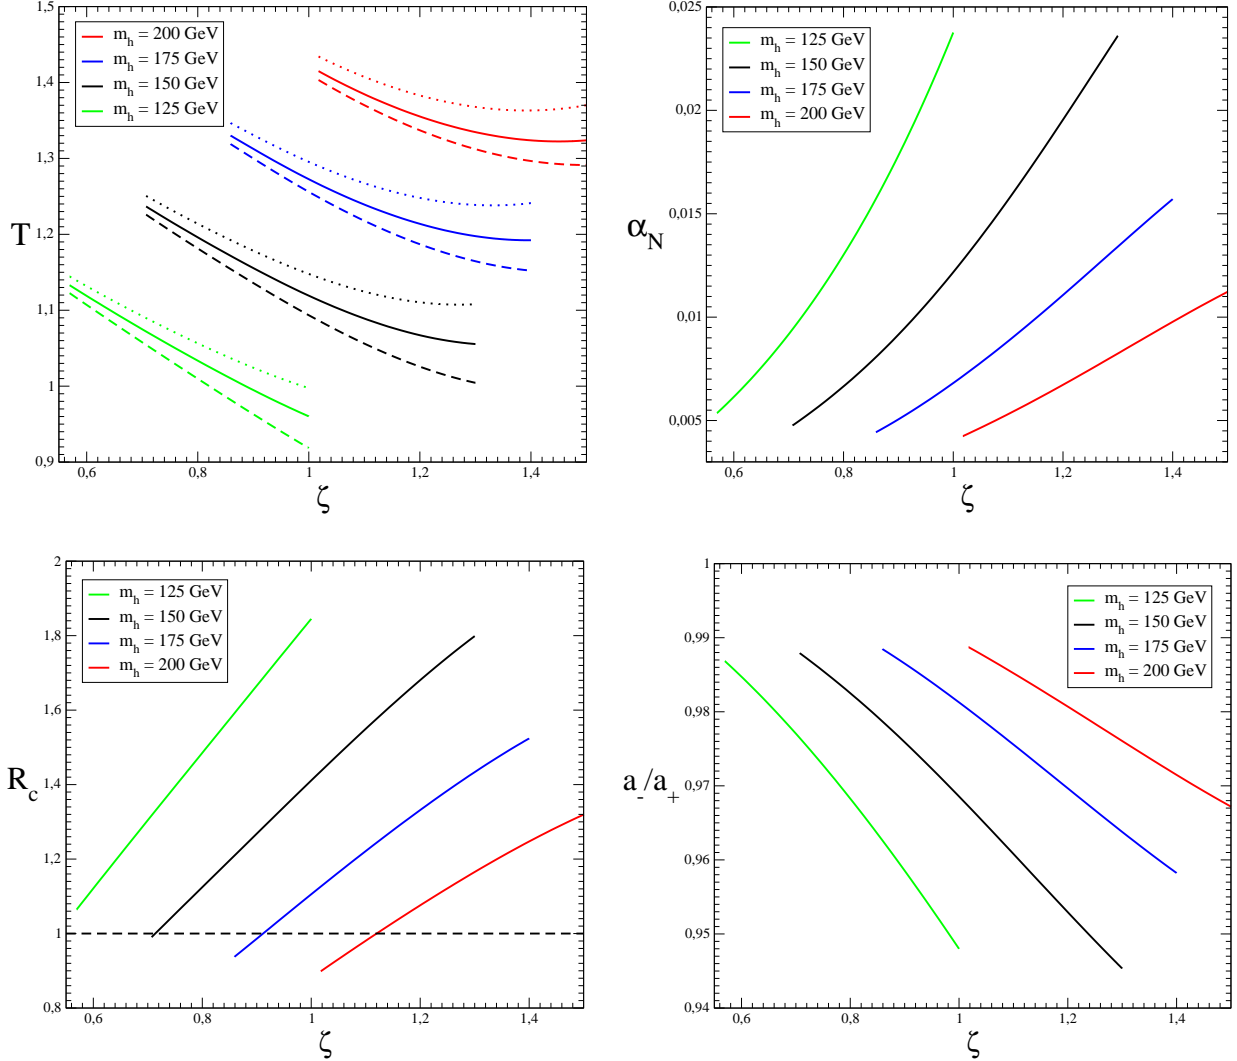 1,5
1,4
1,3
1,2
1,1
1
0,9
T
m_h = 200 GeV
m_h = 175 GeV
m_h = 150 GeV
m_h = 125 GeV
0,6 0,8 1 1,2 1,4
ζ
0,025
0,02
0,015
0,01
0,005
α_N
m_h = 125 GeV
m_h = 150 GeV
m_h = 175 GeV
m_h = 200 GeV
0,6 0,8 1 1,2 1,4
ζ
2
1,8
1,6
1,4
1,2
1
0,8
R_c
m_h = 125 GeV
m_h = 150 GeV
m_h = 175 GeV
m_h = 200 GeV
0,6 0,8 1 1,2 1,4
ζ
1
0,99
0,98
0,97
0,96
0,95
0,94
a_-/a_+
m_h = 125 GeV
m_h = 150 GeV
m_h = 175 GeV
m_h = 200 GeV
0,6 0,8 1 1,2 1,4
ζ